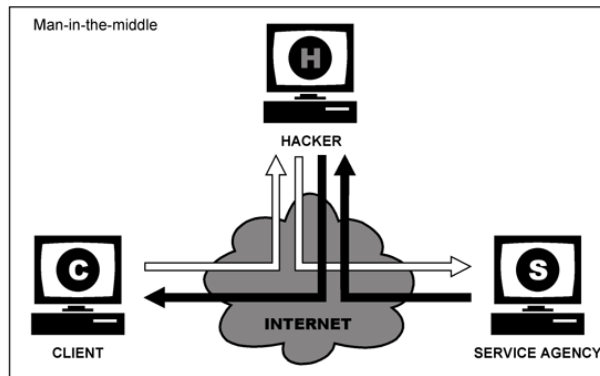 Man-in-the-middle
H
HACKER
C
S
INTERNET
CLIENT
SERVICE AGENCY